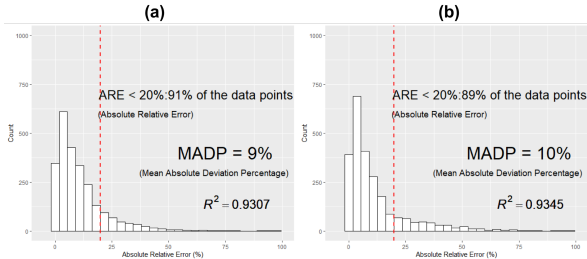 (a)
(b)
1000
750
500
250
0
Count
ARE < 20%:91% of the data points
(Absolute Relative Error)
MADP = 9%
(Mean Absolute Deviation Percentage)
R² = 0.9307
0
25
50
75
100
Absolute Relative Error (%)
1000
750
500
250
0
Count
ARE < 20%:89% of the data points
(Absolute Relative Error)
MADP = 10%
(Mean Absolute Deviation Percentage)
R² = 0.9345
0
25
50
75
100
Absolute Relative Error (%)